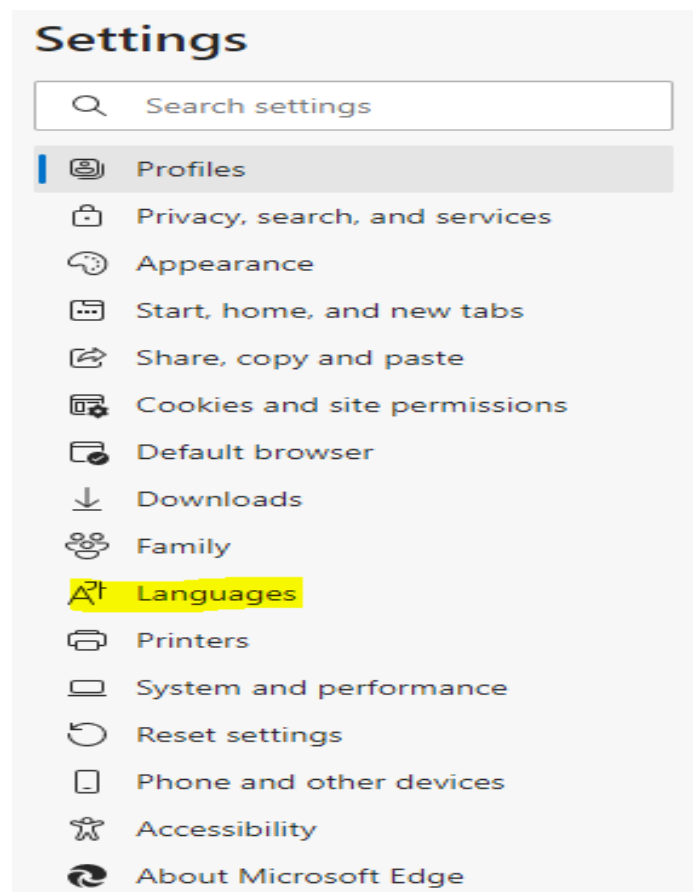 Settings
Search settings
Profiles
Privacy, search, and services
Appearance
Start, home, and new tabs
Share, copy and paste
Cookies and site permissions
Default browser
Downloads
Family
Languages
Printers
System and performance
Reset settings
Phone and other devices
Accessibility
About Microsoft Edge